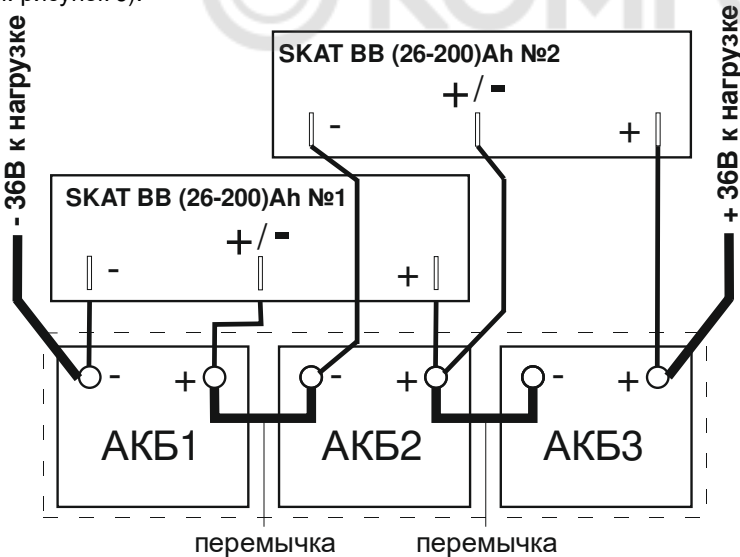 SKAT BB (26-200)Ah №2
+/-
- +
SKAT BB (26-200)Ah №1
+/-
- +
- 36В к нагрузке
+ 36В к нагрузке
- + - + - +
АКБ1 АКБ2 АКБ3
перемычка перемычка